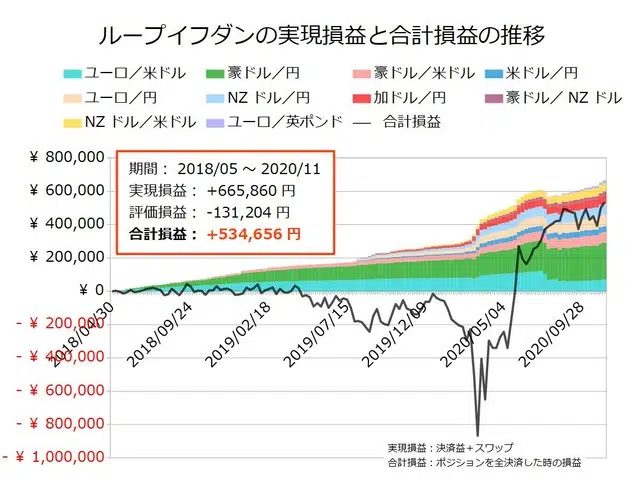 ループイフダンの実現損益と合計損益の推移
ユーロ／米ドル 豪ドル／円 豪ドル／米ドル 米ドル／円
ユーロ／円 NZ ドル／円 加ドル／円 豪ドル／ NZ ドル
NZ ドル／米ドル ユーロ／英ポンド 合計損益
¥ 800,000
¥ 600,000
¥ 400,000
¥ 200,000
¥ 0
- ¥ 200,000
- ¥ 400,000
- ¥ 600,000
- ¥ 800,000
- ¥ 1,000,000
期間： 2018/05 ～ 2020/11
実現損益： +665,860 円
評価損益： -131,204 円
合計損益： +534,656 円
2018/04/30
2018/09/24
2019/02/18
2019/07/15
2019/12/09
2020/05/04
2020/09/28
実現損益：決済益＋スワップ
合計損益：ポジションを全決済した時の損益